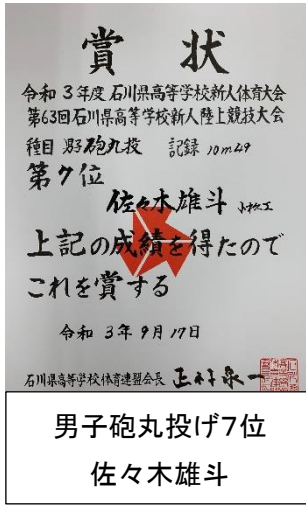 賞状
令和3年度石川県高等学校新人体育大会
第63回石川県高等学校新人陸上競技大会
種目 男子砲丸投 記録 10m49
第7位
佐々木雄斗 小松工
上記の成績を得たので
これを賞する
令和 3年 9月 17日
石川県高等学校体育連盟会長
男子砲丸投げ7位
佐々木雄斗